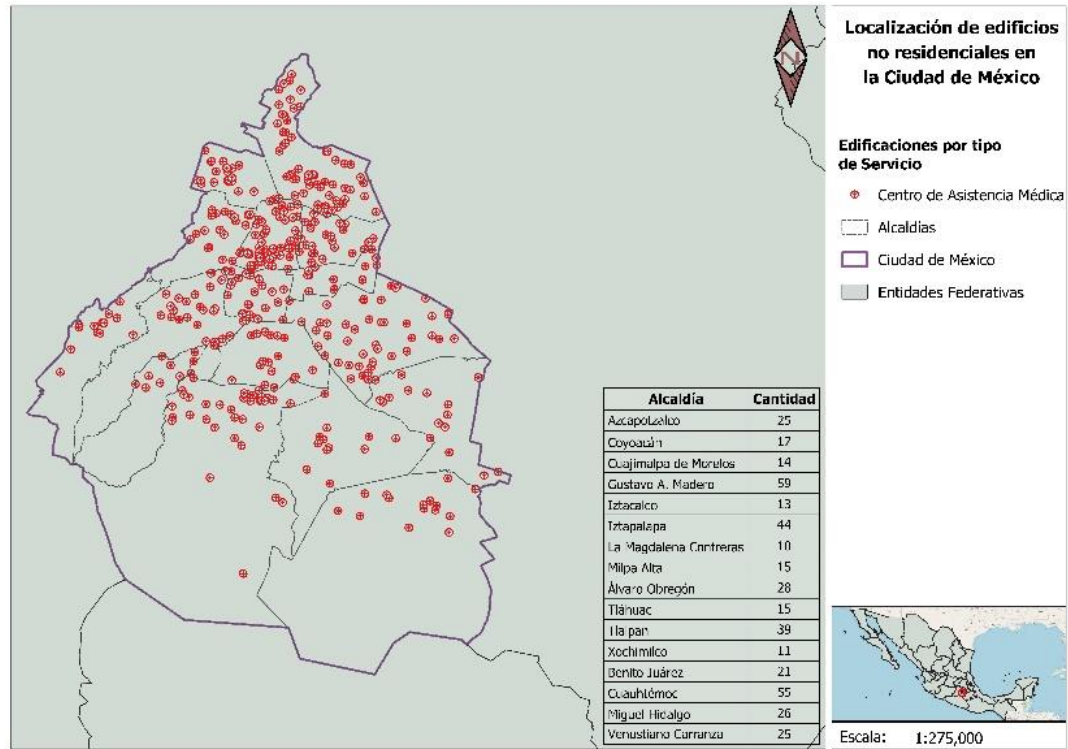 Localización de edificios
no residenciales en
la Ciudad de México
N
Edificaciones por tipo
de Servicio
Centro de Asistencia Médica
Alcaldías
Ciudad de México
Entidades Federativas
Alcaldía Cantidad
Azcapotzalco 25
Coyoacán 17
Cuajimalpa de Morelos 14
Gustavo A. Madero 59
Iztacalco 13
Iztapalapa 44
La Magdalena Contreras 10
Milpa Alta 15
Álvaro Obregón 28
Tláhuac 15
Tlalpan 39
Xochimilco 11
Benito Juárez 21
Cuauhtémoc 55
Miguel Hidalgo 26
Venustiano Carranza 25
Escala: 1:275,000